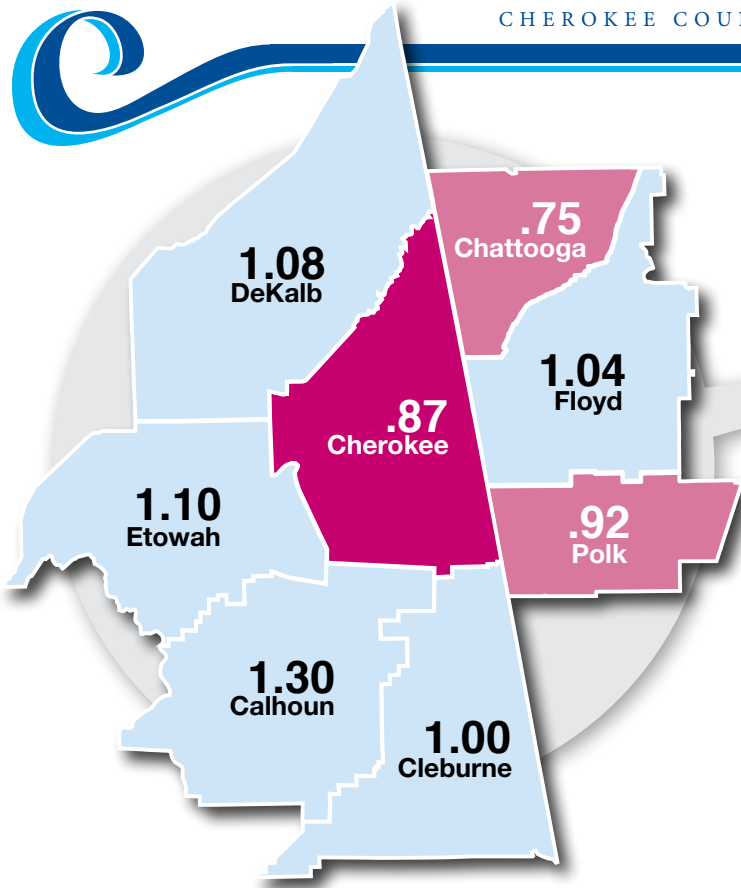 CHEROKEE
.75
Chattooga
1.08
DeKalb
1.04
Floyd
.87
Cherokee
1.10
Etowah
.92
Polk
1.30
Calhoun
1.00
Cleburne